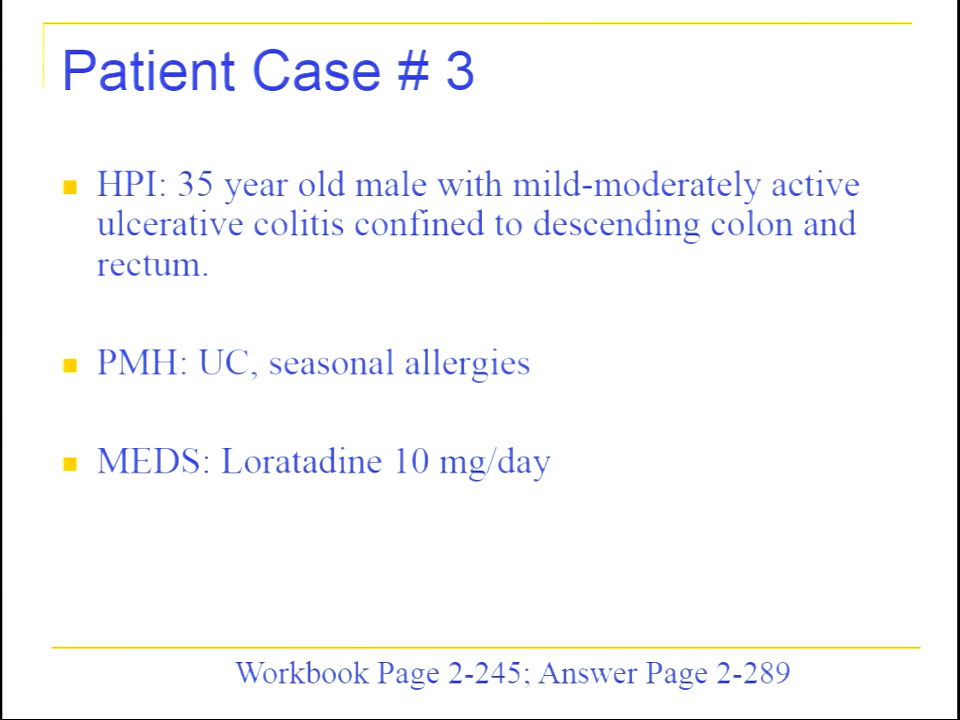 Patient Case # 3
HPI: 35 year old male with mild-moderately active
ulcerative colitis confined to descending colon and
rectum.
PMH: UC, seasonal allergies
MEDS: Loratadine 10 mg/day
Workbook Page 2-245; Answer Page 2-289